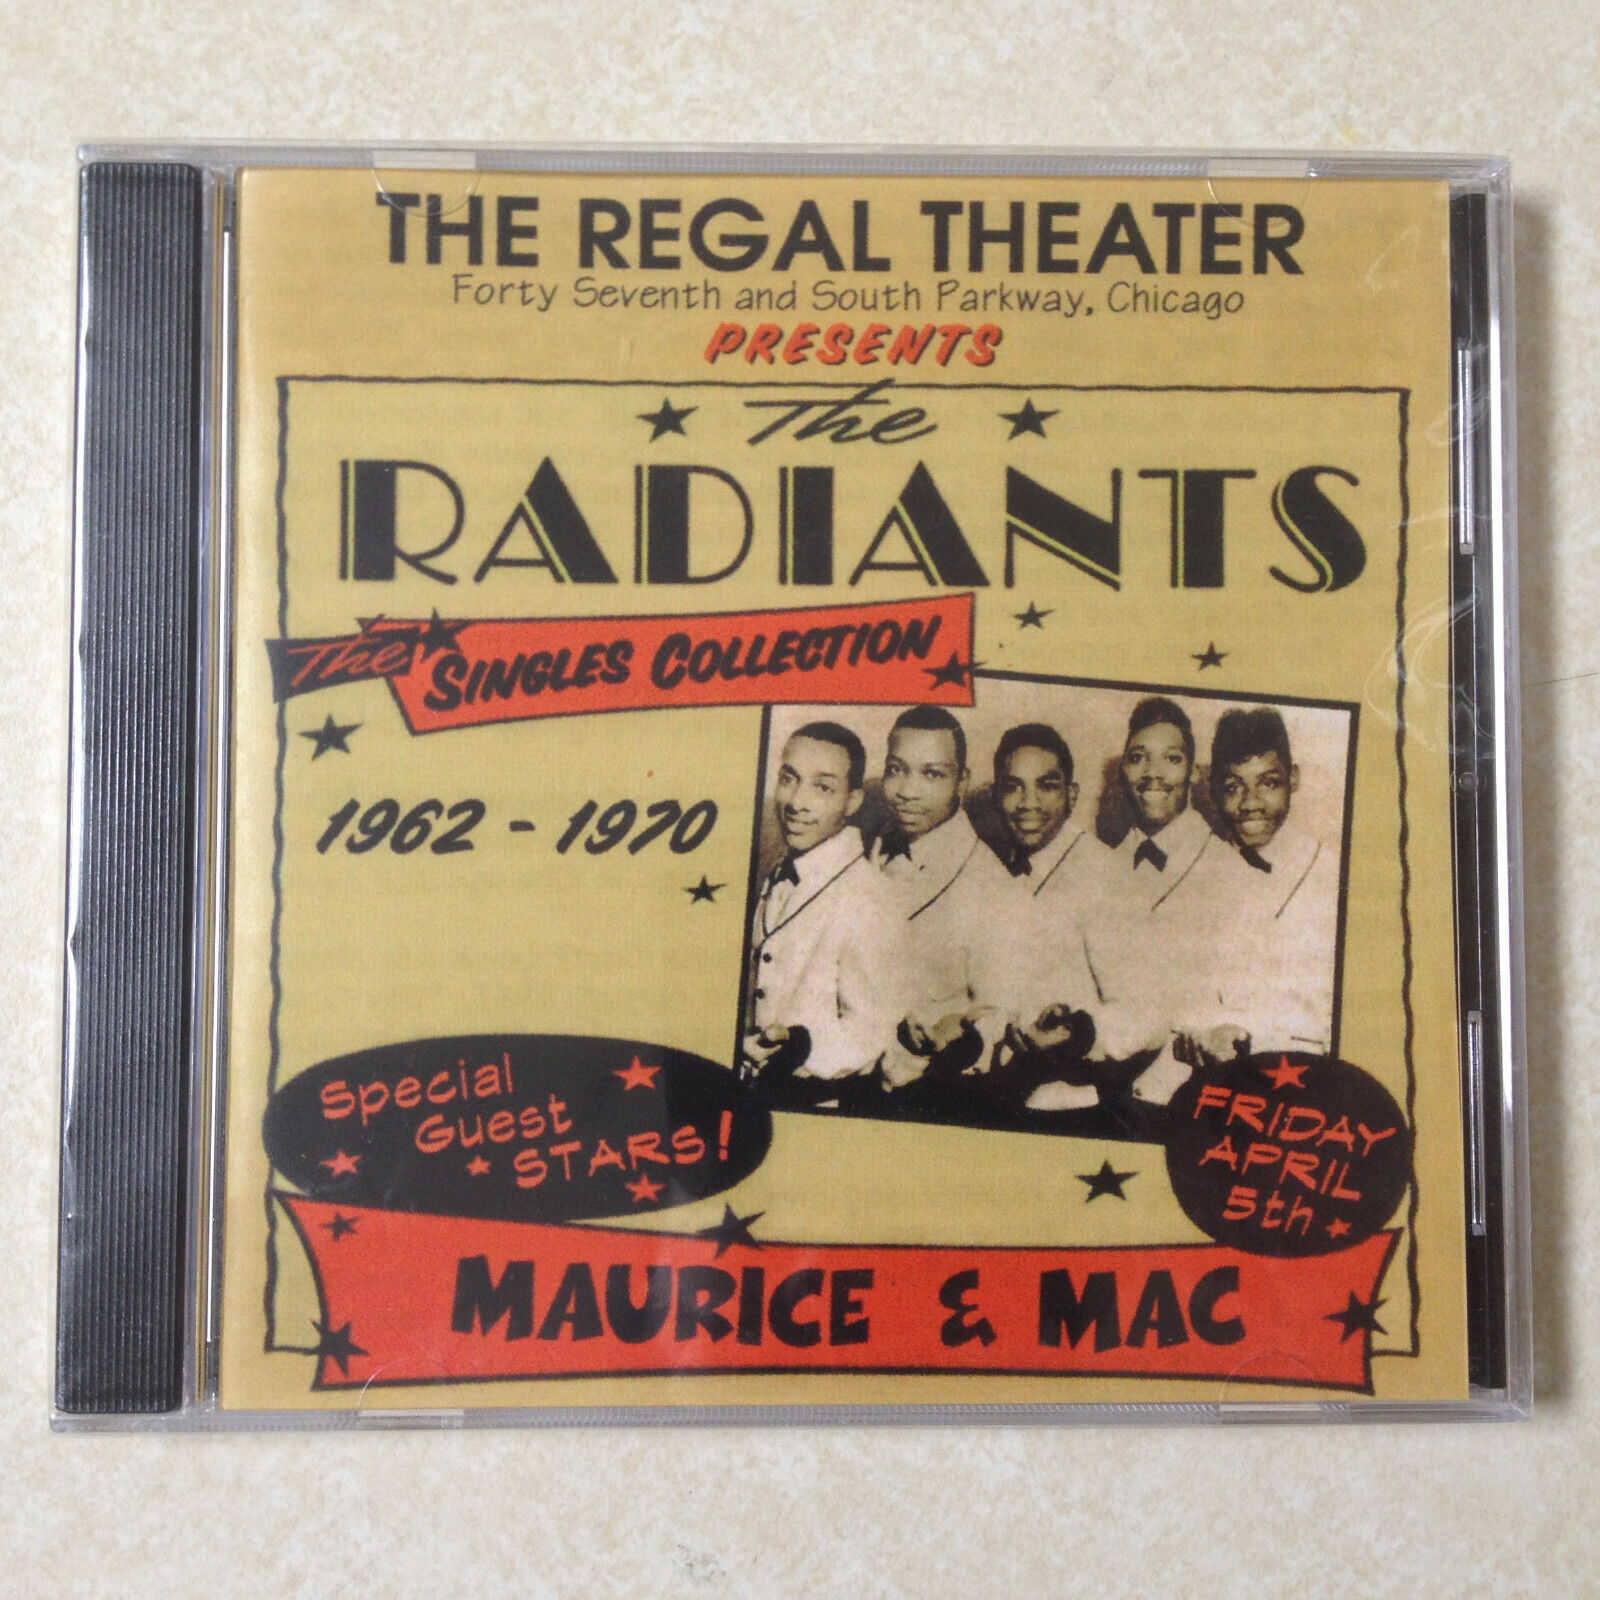 THE REGAL THEATER
Forty Seventh and South Parkway, Chicago
PRESENTS
The
RADIANTS
The SINGLES COLLECTION
1962 - 1970
Special
Guest
STARS!
FRIDAY
APRIL
5th
MAURICE & MAC